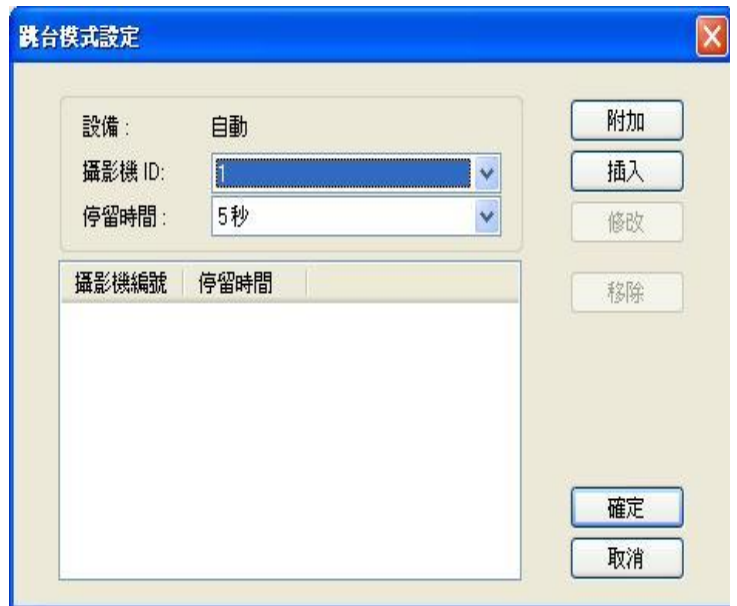 跳台模式設定
設備 : 自動
攝影機 ID: 1
停留時間 : 5秒
攝影機編號 停留時間
附加
插入
修改
移除
確定
取消